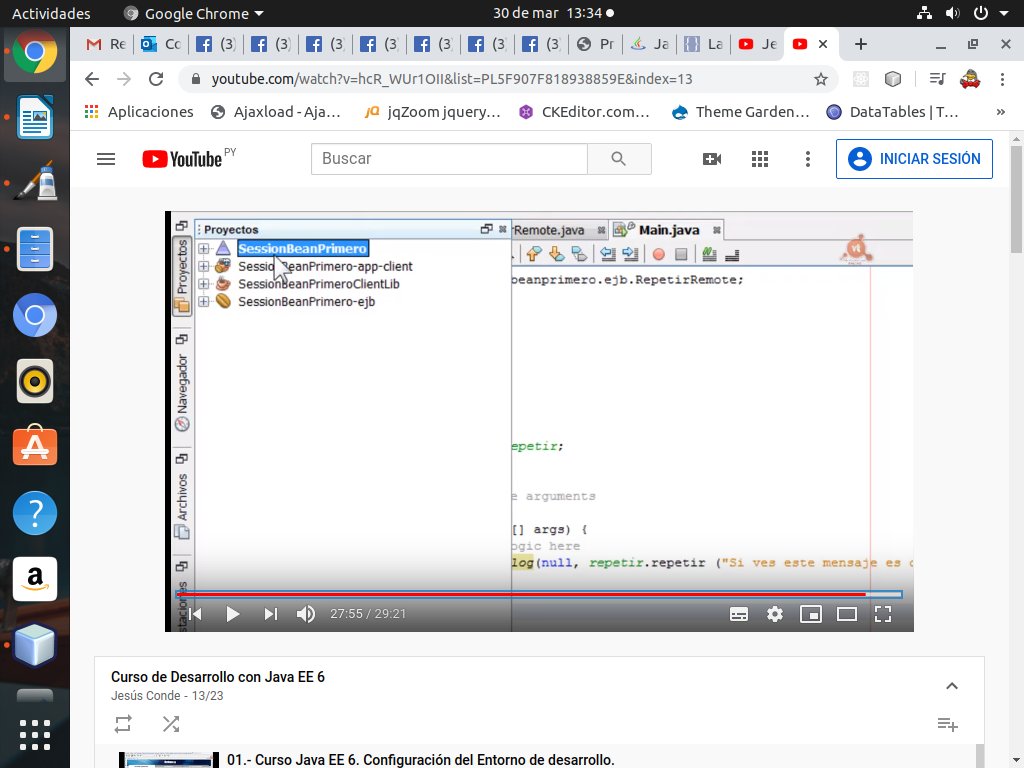 Actividades
Google Chrome
30 de mar 13:34
Re
Cc
(3)
(3)
(3
(3
(3
(3
(3)
Pr
Ja
La
Je
youtube.com/watch?v=hcR_WUr1OII&list=PL5F907F818938859E&index=13
Aplicaciones
Ajaxload - Aja...
jqZoom jquery...
CKEditor.com...
Theme Garden...
DataTables | T...
»
YouTube PY
Buscar
INICIAR SESIÓN
Proyectos
Proyectos
Navegador
Archivos
SessionBeanPrimero
SessionBeanPrimero-app-client
SessionBeanPrimeroClientLib
SessionBeanPrimero-ejb
rRemote.java
Main.java
beanprimero.ejb.RepetirRemote;
epetir;
e arguments
[] args) {
ogic here
log(null, repetir.repetir ("Si ves este mensaje es
27:55 / 29:21
Curso de Desarrollo con Java EE 6
Jesús Conde - 13/23
01.- Curso Java EE 6. Configuración del Entorno de desarrollo.